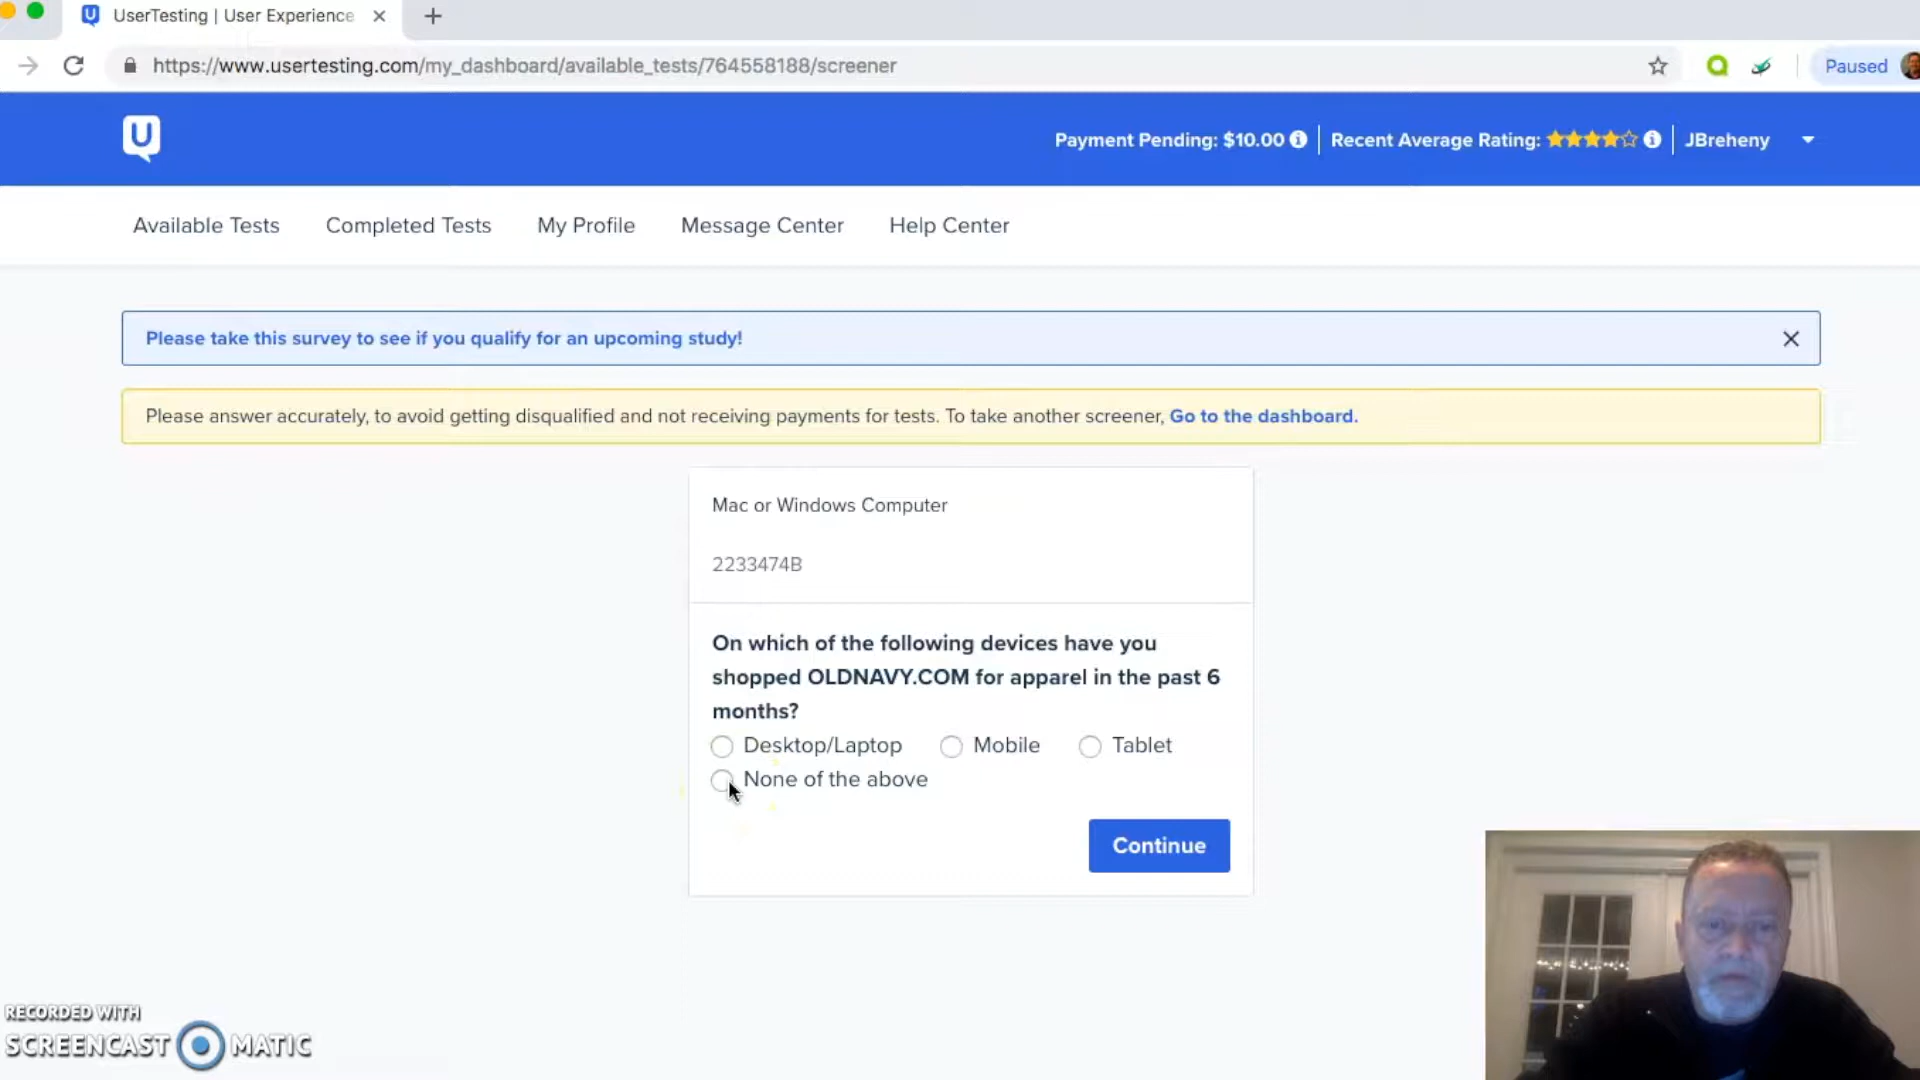 UserTesting | User Experience
https://www.usertesting.com/my_dashboard/available_tests/764558188/screener
Paused
U
Payment Pending: $10.00
Recent Average Rating:
JBreheny
Available Tests
Completed Tests
My Profile
Message Center
Help Center
Please take this survey to see if you qualify for an upcoming study!
Please answer accurately, to avoid getting disqualified and not receiving payments for tests. To take another screener, Go to the dashboard.
Mac or Windows Computer
2233474B
On which of the following devices have you
shopped OLDNAVY.COM for apparel in the past 6
months?
Desktop/Laptop
Mobile
Tablet
None of the above
Continue
RECORDED WITH
SCREENCAST MATIC